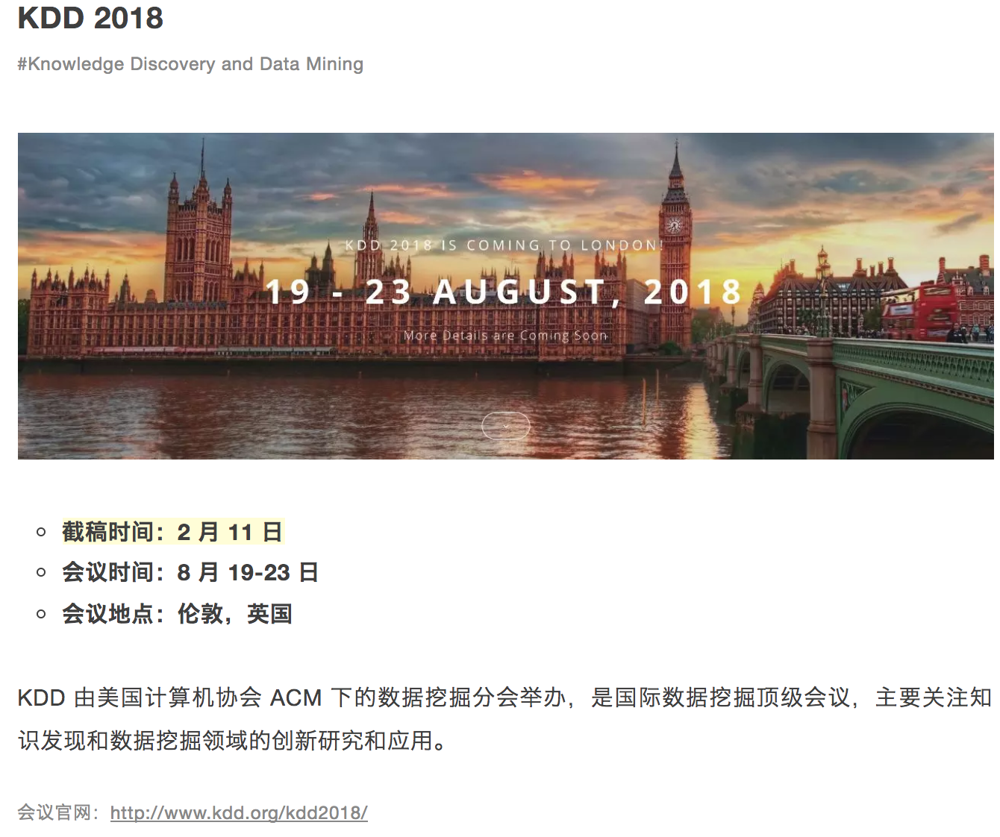 KDD 2018
#Knowledge Discovery and Data Mining
KDD 2018 IS COMING TO LONDON!
19 - 23 AUGUST, 2018
More Details are Coming Soon
截稿时间：2 月 11 日
会议时间：8 月 19-23 日
会议地点：伦敦，英国
KDD 由美国计算机协会 ACM 下的数据挖掘分会举办，是国际数据挖掘顶级会议，主要关注知
识发现和数据挖掘领域的创新研究和应用。
会议官网：http://www.kdd.org/kdd2018/